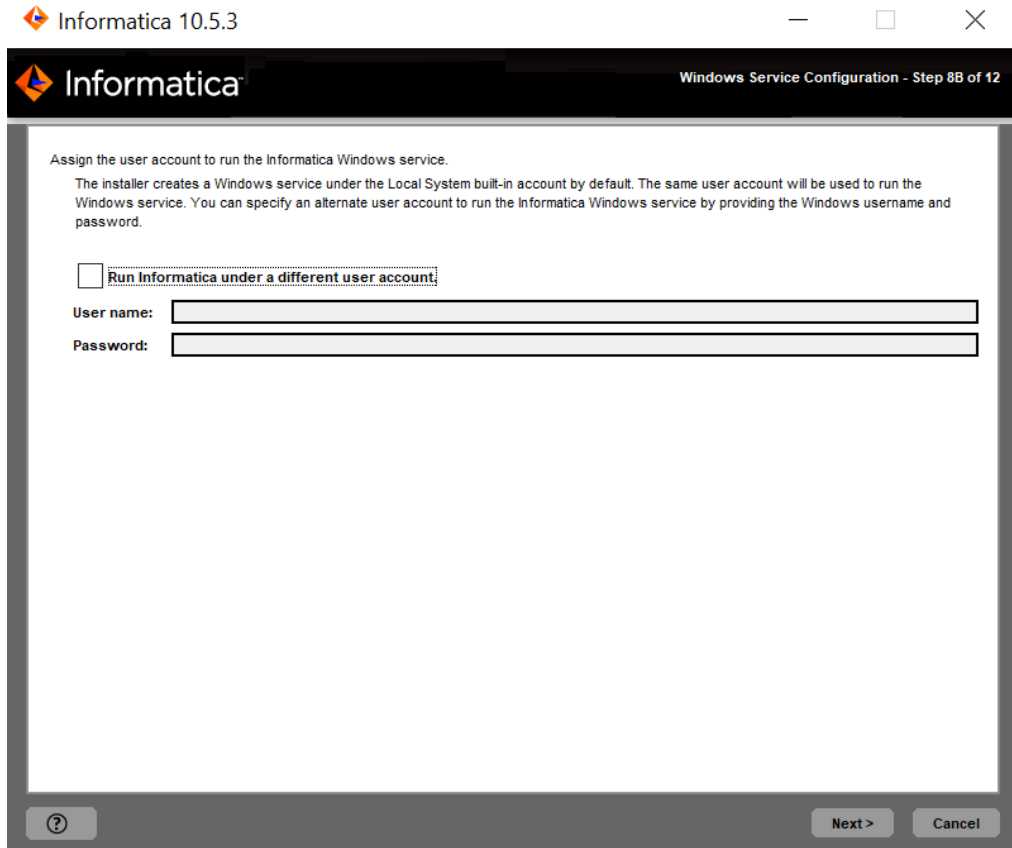 Informatica 10.5.3
Informatica™
Windows Service Configuration - Step 8B of 12
Assign the user account to run the Informatica Windows service.
The installer creates a Windows service under the Local System built-in account by default. The same user account will be used to run the
Windows service. You can specify an alternate user account to run the Informatica Windows service by providing the Windows username and
password.
Run Informatica under a different user account.
User name:
Password:
?
Next >
Cancel